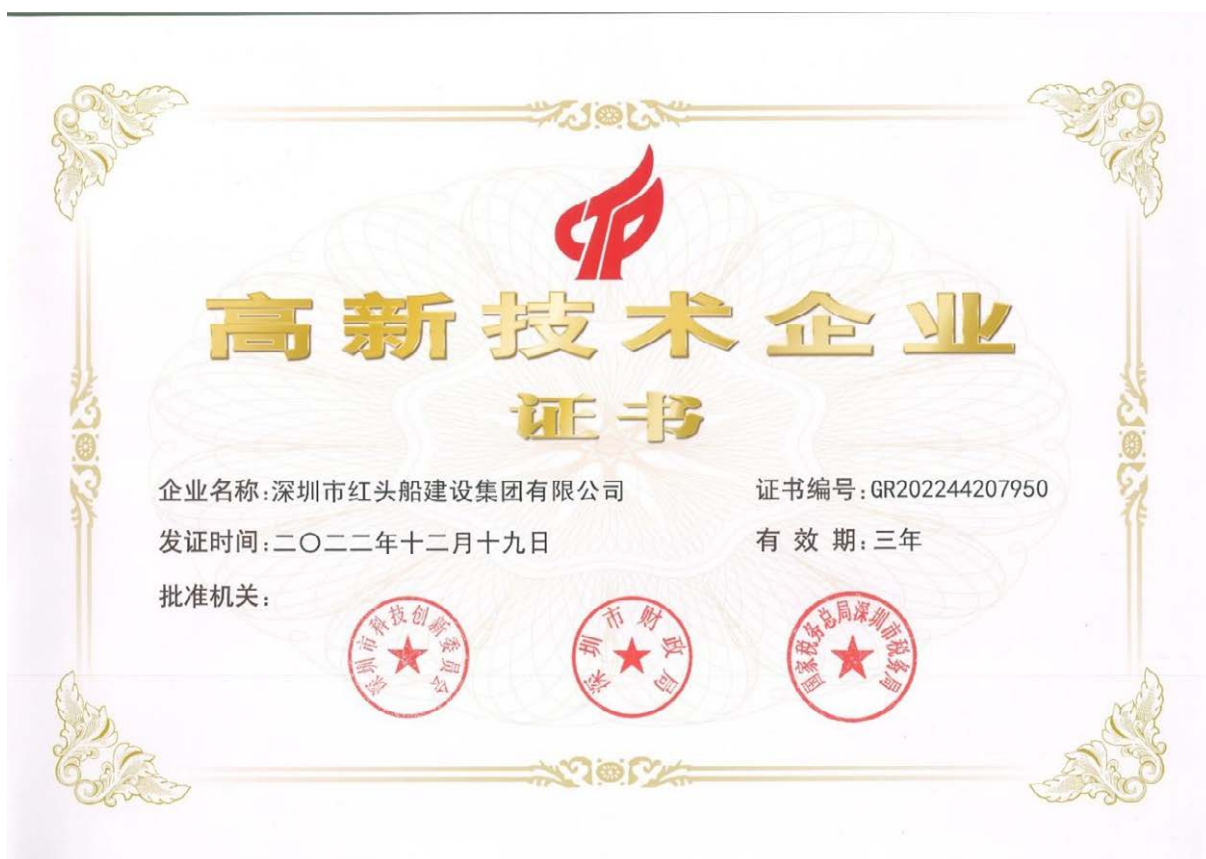 高新技术企业
证书
企业名称:深圳市红头船建设集团有限公司
证书编号:GR202244207950
发证时间:二〇二二年十二月十九日
有 效 期:三年
批准机关:
深圳市科技创新委员会
深圳市财政局
国家税务总局深圳市税务局